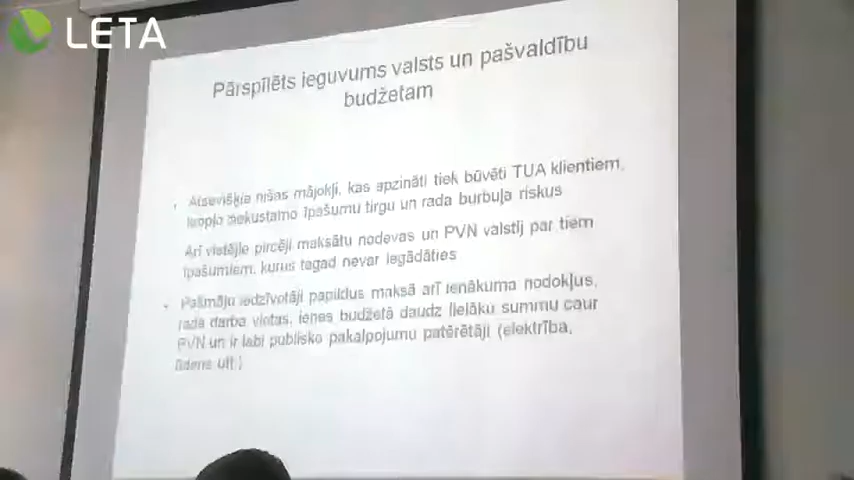 LETA
Pārspīlēts ieguvums valsts un pašvaldību
budžetam
Atsevišķie nišas mājokļi, kas apzināti tiek būvēti TUA klientiem,
nekustamo īpašumu tirgu un rada burbuļa riskus
Arī vietējie pircēji maksātu nodevas un PVN valstij par tiem
īpašumiem, kurus tagad nevar iegādāties
Pašmāju iedzīvotāji papildus maksā arī ienākuma nodokļus,
rada darba vietas, ienes budžetā daudz lielāku summu caur
PVN un ir labi publisko pakalpojumu patērētāji (elektrība,
ūdens utt.)